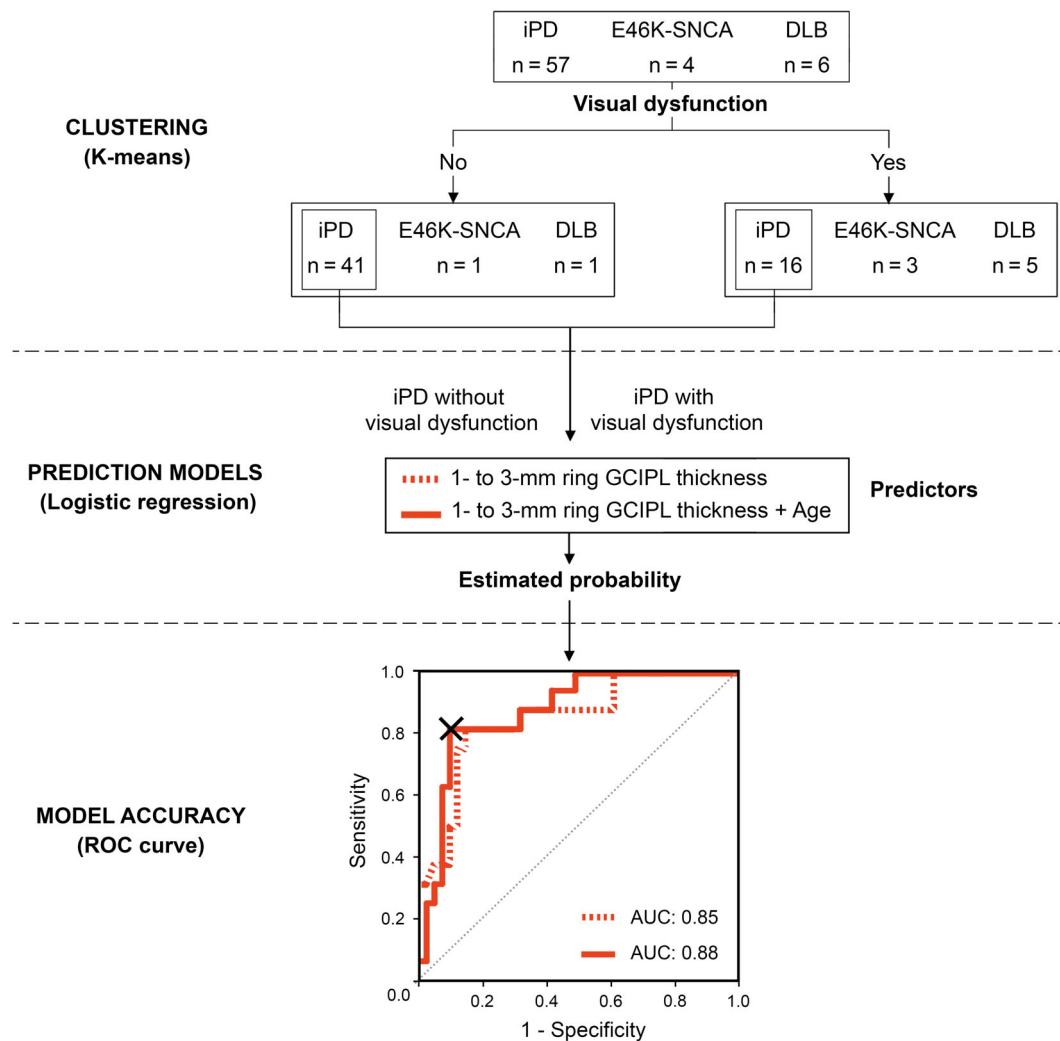 iPD E46K-SNCA DLB
n = 57 n = 4 n = 6
Visual dysfunction
CLUSTERING
(K-means)
No
Yes
iPD E46K-SNCA DLB
n = 41 n = 1 n = 1
iPD E46K-SNCA DLB
n = 16 n = 3 n = 5
iPD without
visual dysfunction
iPD with
visual dysfunction
PREDICTION MODELS
(Logistic regression)
1- to 3-mm ring GCIPL thickness
1- to 3-mm ring GCIPL thickness + Age
Predictors
Estimated probability
MODEL ACCURACY
(ROC curve)
Sensitivity
1.0
0.8
0.6
0.4
0.2
0.0
AUC: 0.85
AUC: 0.88
0.2 0.4 0.6 0.8 1.0
1 - Specificity